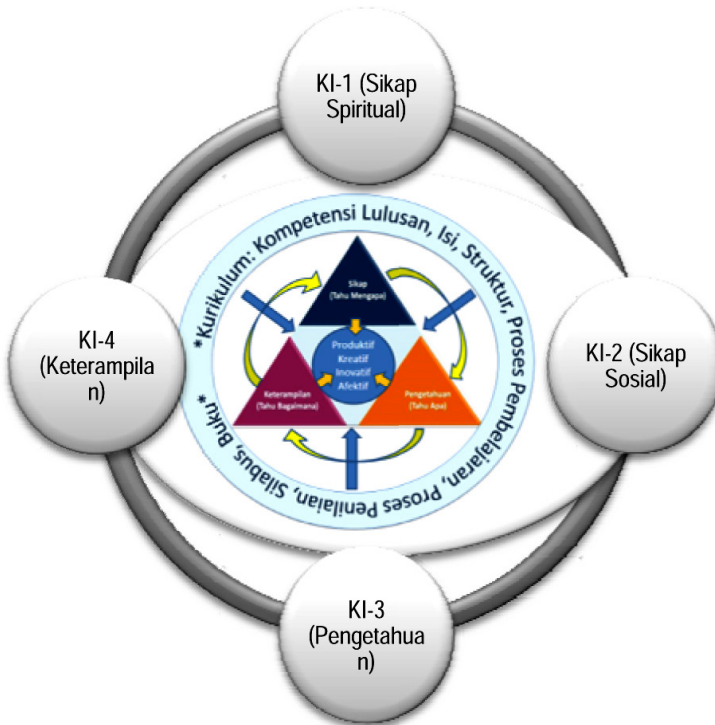 KI-1 (Sikap
Spiritual)
*Kurikulum: Kompetensi Lulusan, Isi, Struktur, Proses Pembelajaran, Proses Penilaian, Silabus, Buku*
Sikap
(Tahu Mengapa)
Produktif
Kreatif
Inovatif
Afektif
Keterampilan
(Tahu Bagaimana)
Pengetahuan
(Tahu Apa)
KI-4
(Keterampila
n)
KI-2 (Sikap
Sosial)
KI-3
(Pengetahua
n)